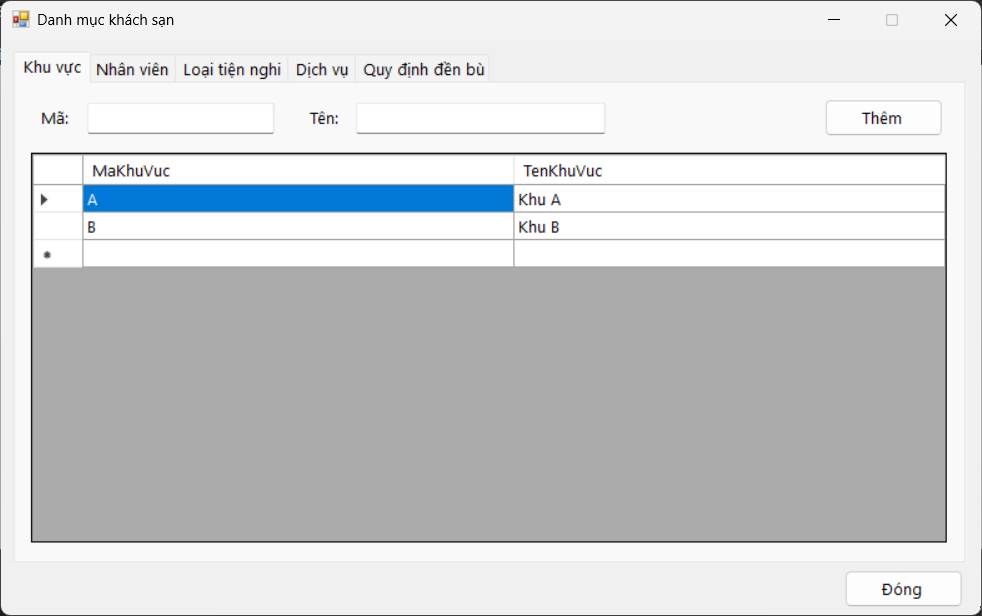 Danh mục khách sạn
Khu vực Nhân viên Loại tiện nghi Dịch vụ Quy định đền bù
Mã: Tên: Thêm
MaKhuVuc TenKhuVuc
A Khu A
B Khu B
Đóng